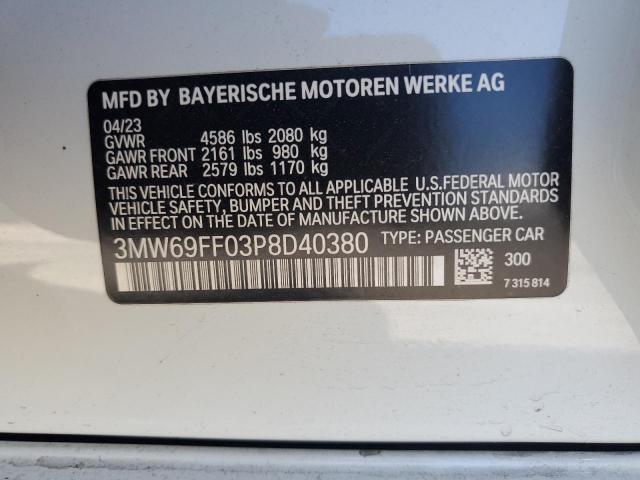 MFD BY BAYERISCHE MOTOREN WERKE AG
04/23
GVWR 4586 lbs 2080 kg
GAWR FRONT 2161 lbs 980 kg
GAWR REAR 2579 lbs 1170 kg
THIS VEHICLE CONFORMS TO ALL APPLICABLE U.S.FEDERAL MOTOR
VEHICLE SAFETY, BUMPER AND THEFT PREVENTION STANDARDS
IN EFFECT ON THE DATE OF MANUFACTURE SHOWN ABOVE.
3MW69FF03P8D40380 TYPE: PASSENGER CAR
300
7 315 814